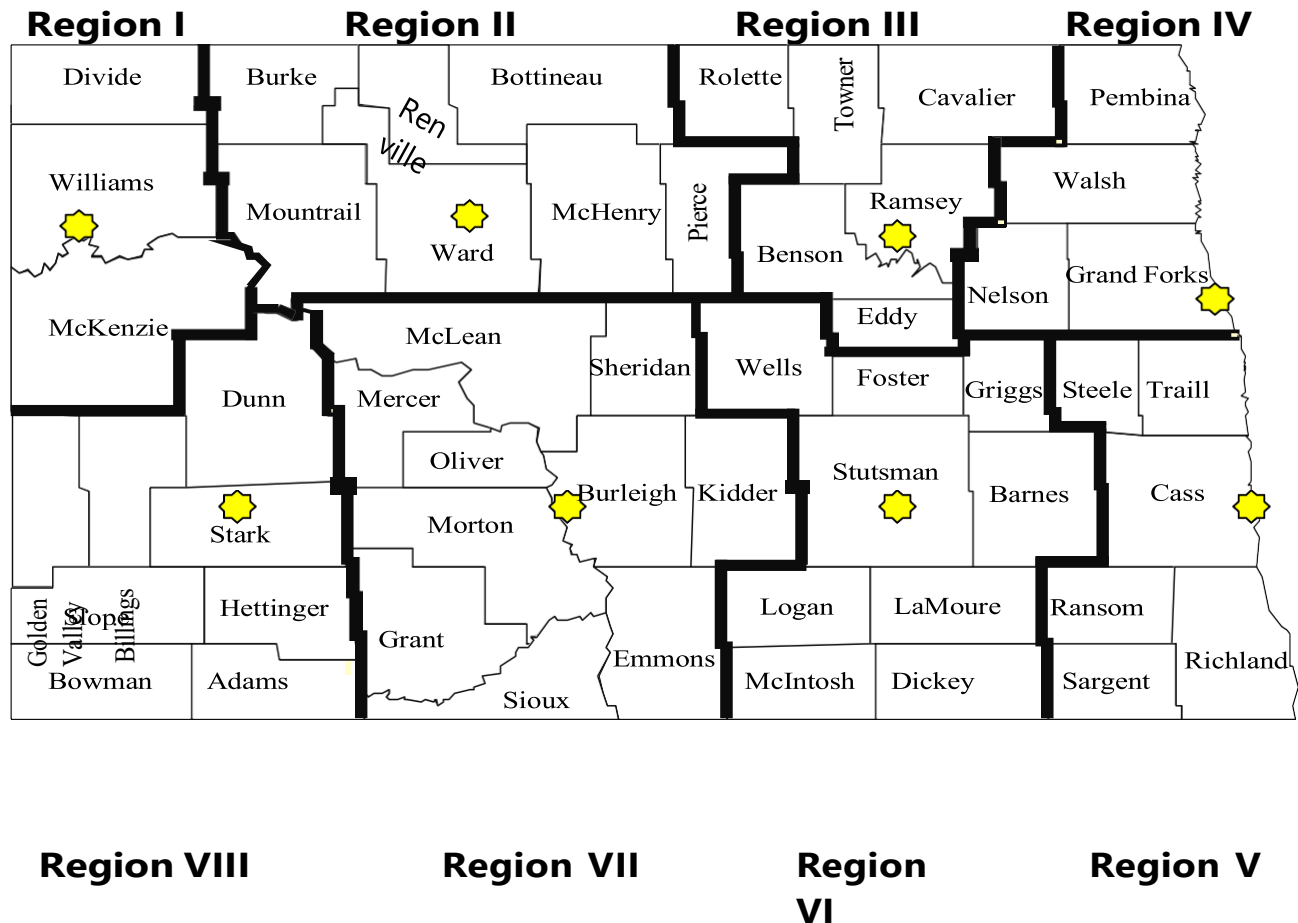 Region I Region II Region III Region IV
Divide Burke Bottineau Rolette Towner Cavalier Pembina
Ren
ville
Williams Mountrail Ward McHenry Pierce Benson Ramsey Walsh
McKenzie Nelson Grand Forks
Eddy
McLean Sheridan Wells Foster Griggs Steele Traill
Dunn Mercer
Oliver
Stark Morton Burleigh Kidder Stutsman Barnes Cass
Golden
Valley
Billings
Slope Hettinger Grant Emmons Logan LaMoure Ransom Richland
Bowman Adams Sioux McIntosh Dickey Sargent
Region VIII Region VII Region
VI
Region V